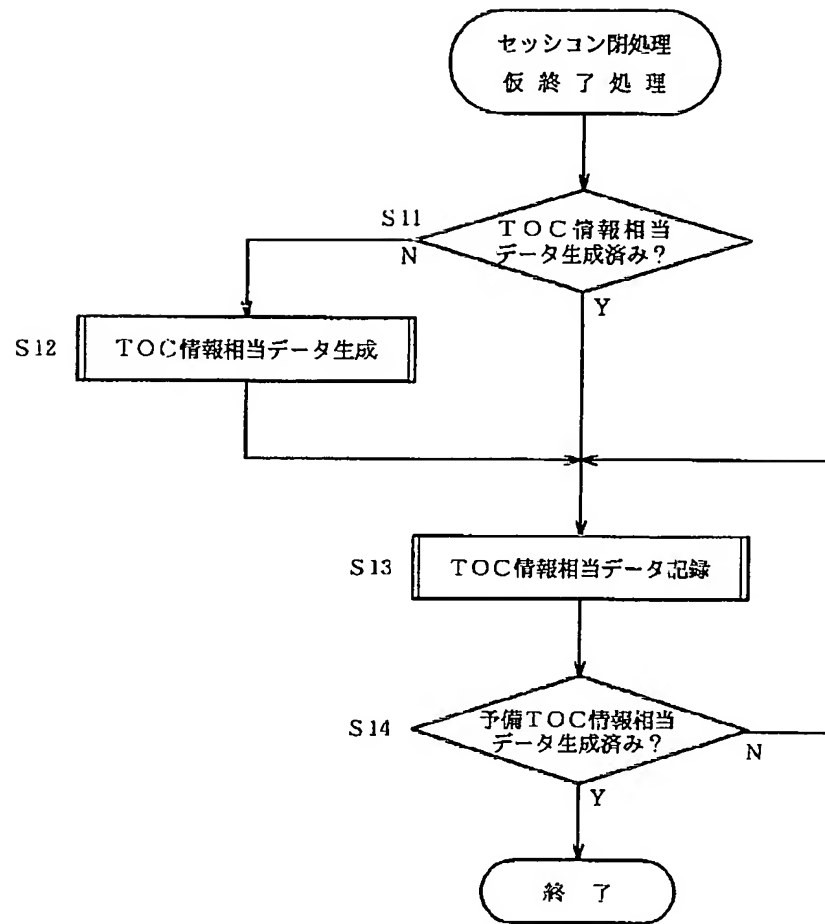 セッション閉処理
仮終了処理
S11
TOC情報相当
データ生成済み?
N
Y
S12
TOC情報相当データ生成
S13
TOC情報相当データ記録
S14
予備TOC情報相当
データ生成済み?
N
Y
終了